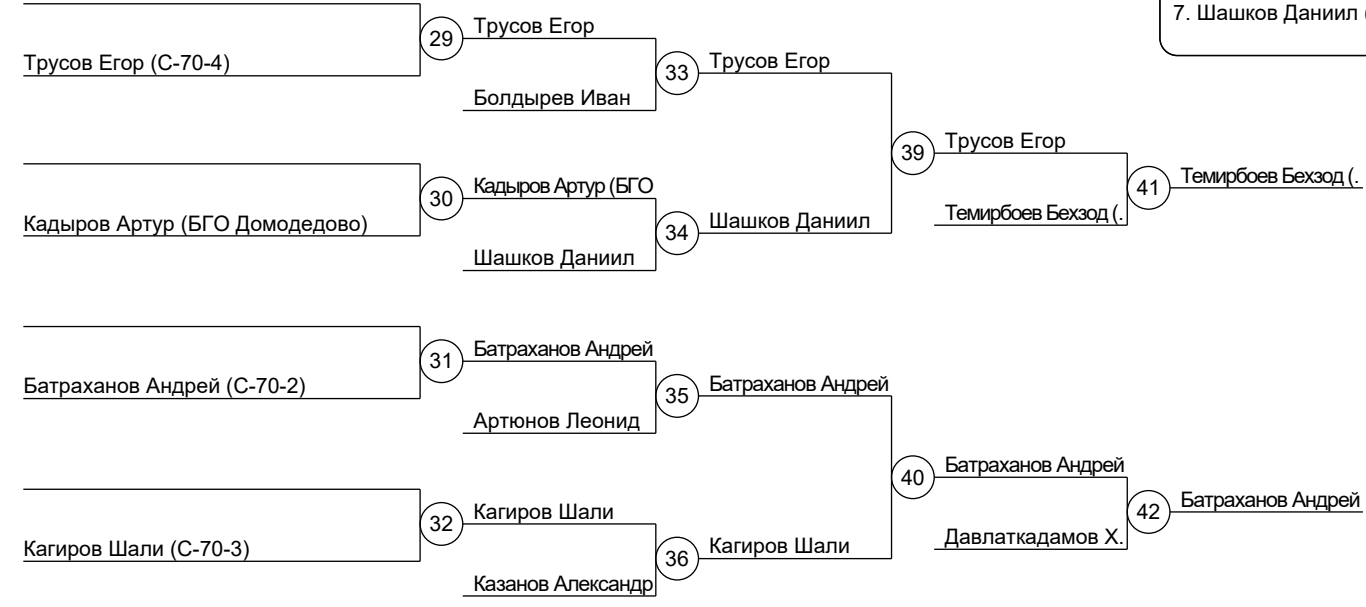 7. Шашков Даниил (
29
Трусов Егор
Трусов Егор (С-70-4)
33
Трусов Егор
Болдырев Иван
39
Трусов Егор
30
Кадыров Артур (БГО
Кадыров Артур (БГО Домодедово)
34
Шашков Даниил
Шашков Даниил
41
Темирбоев Бехзод (.
Темирбоев Бехзод (.
31
Батраханов Андрей
Батраханов Андрей (С-70-2)
35
Батраханов Андрей
Артюнов Леонид
40
Батраханов Андрей
32
Кагиров Шали
Кагиров Шали (С-70-3)
36
Кагиров Шали
Казанов Александр
42
Батраханов Андрей
Давлаткадамов Х.